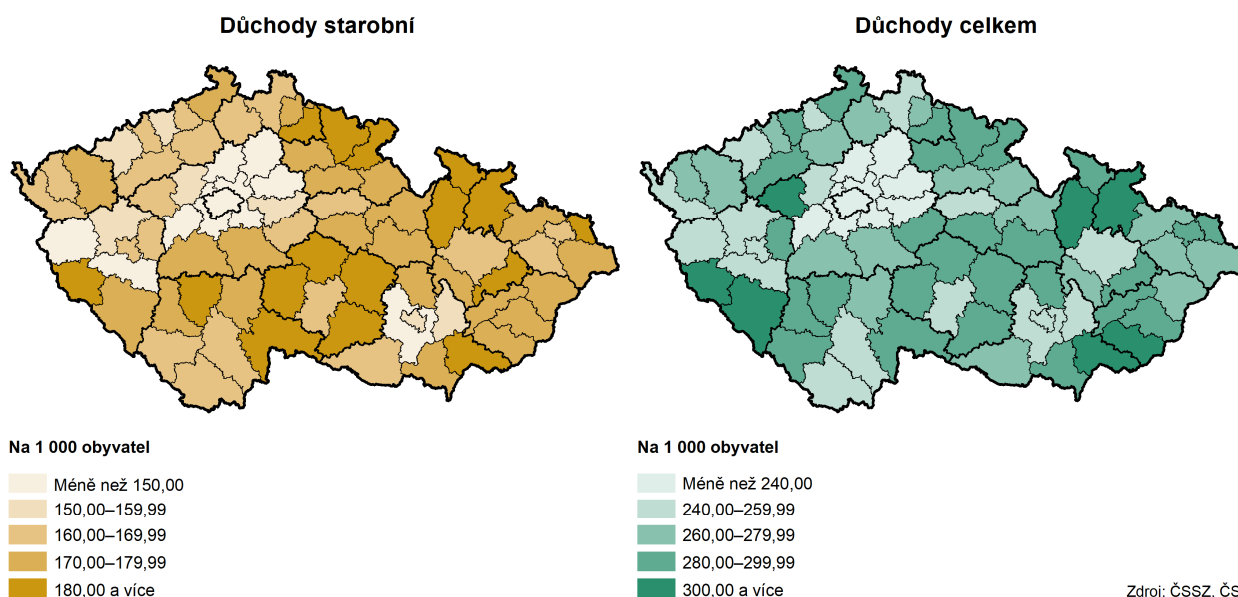 Důchody starobní
Důchody celkem
Na 1 000 obyvatel
Méně než 150,00
150,00–159,99
160,00–169,99
170,00–179,99
180,00 a více
Na 1 000 obyvatel
Méně než 240,00
240,00–259,99
260,00–279,99
280,00–299,99
300,00 a více
Zdroj: ČSSZ, ČS